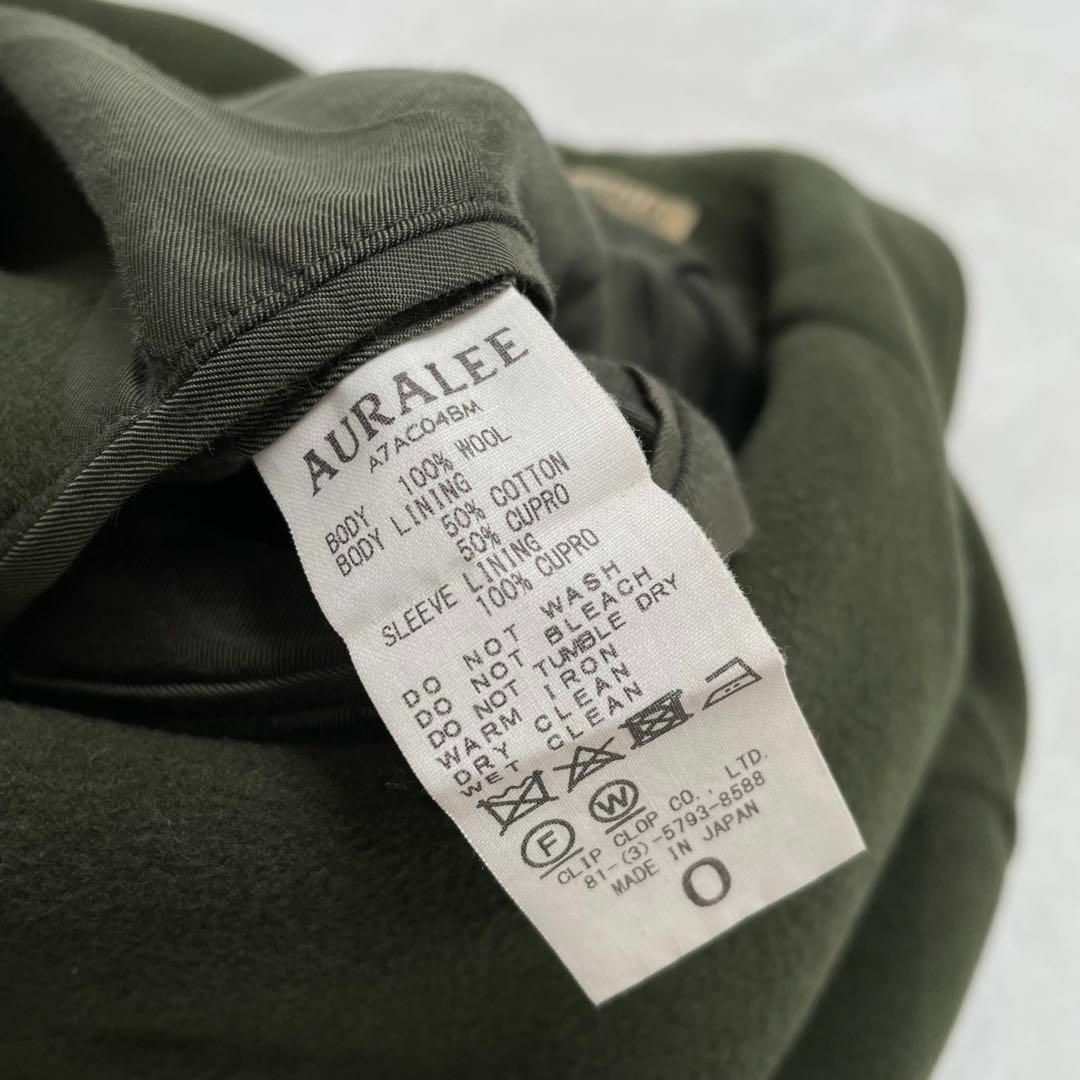 AURALEE
A7AC04BM
BODY
100% WOOL
BODY LINING
50% COTTON
50% CUPRO
SLEEVE LINING
100% CUPRO
DO NOT WASH
DO NOT BLEACH
DO NOT TUMBLE DRY
WARM IRON
DRY CLEAN
WET CLEAN
F W
CLIP CLOP CO., LTD.
81-(3)-5793-8588
MADE IN JAPAN
0